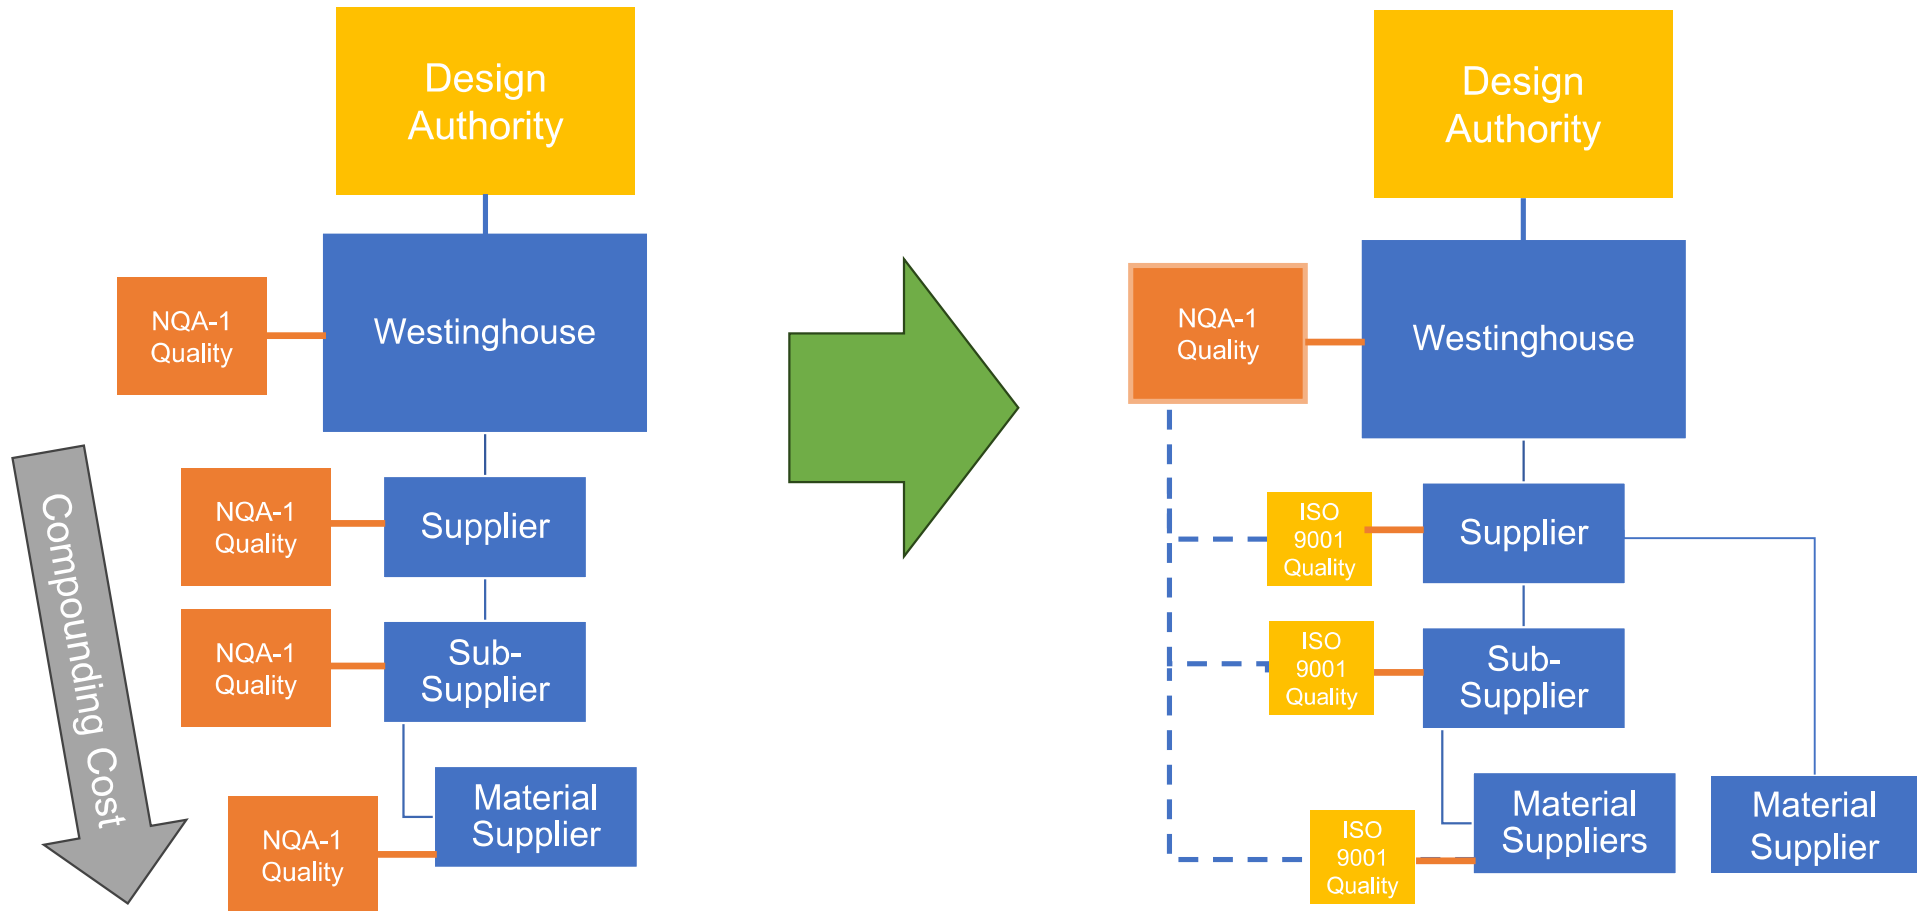 Design
Authority
Westinghouse
NQA-1
Quality
NQA-1
Quality
Supplier
NQA-1
Quality
Sub-
Supplier
NQA-1
Quality
Material
Supplier
Compounding Cost
Design
Authority
NQA-1
Quality
Westinghouse
ISO
9001
Quality
Supplier
ISO
9001
Quality
Sub-
Supplier
ISO
9001
Quality
Material
Suppliers
Material
Supplier